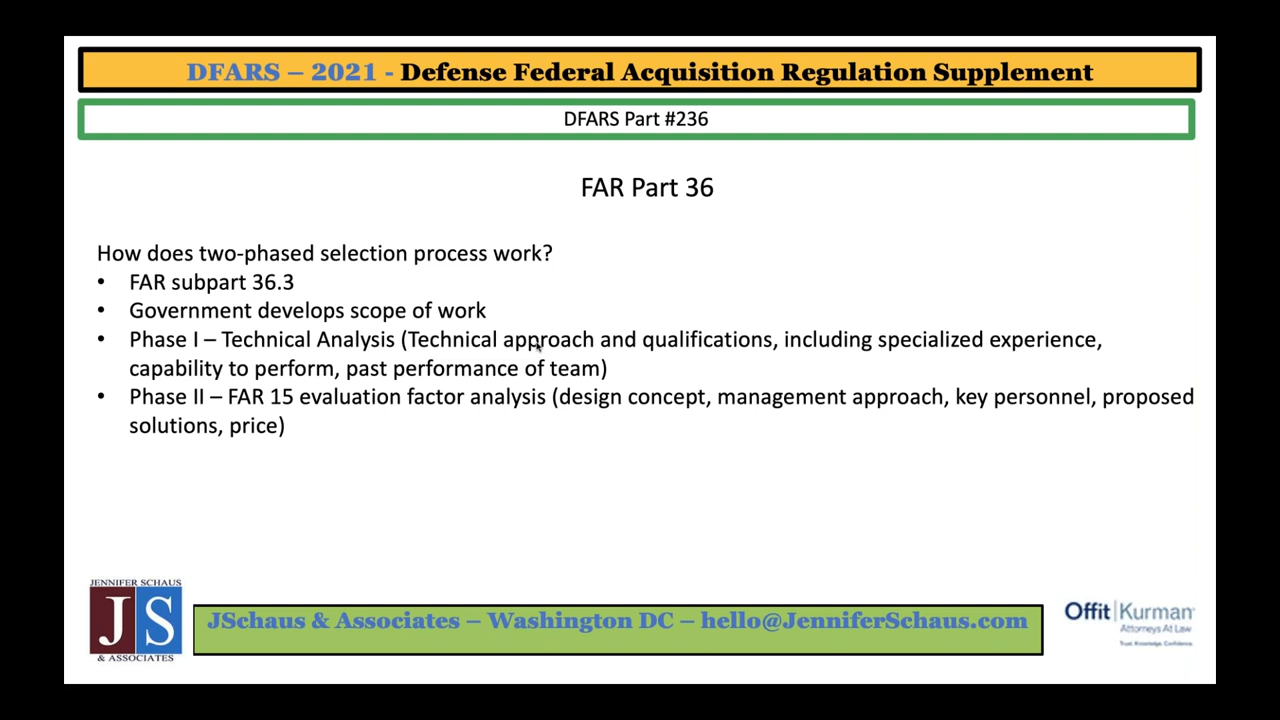 DFARS – 2021 - Defense Federal Acquisition Regulation Supplement
DFARS Part #236
FAR Part 36
How does two-phased selection process work?
• FAR subpart 36.3
• Government develops scope of work
• Phase I – Technical Analysis (Technical approach and qualifications, including specialized experience,
capability to perform, past performance of team)
• Phase II – FAR 15 evaluation factor analysis (design concept, management approach, key personnel, proposed
solutions, price)
JENNIFER SCHAUS
JS
& ASSOCIATES
JSchaus & Associates – Washington DC – hello@JenniferSchaus.com
Offit | Kurman
Attorneys At Law
Trust. Knowledge. Confidence.